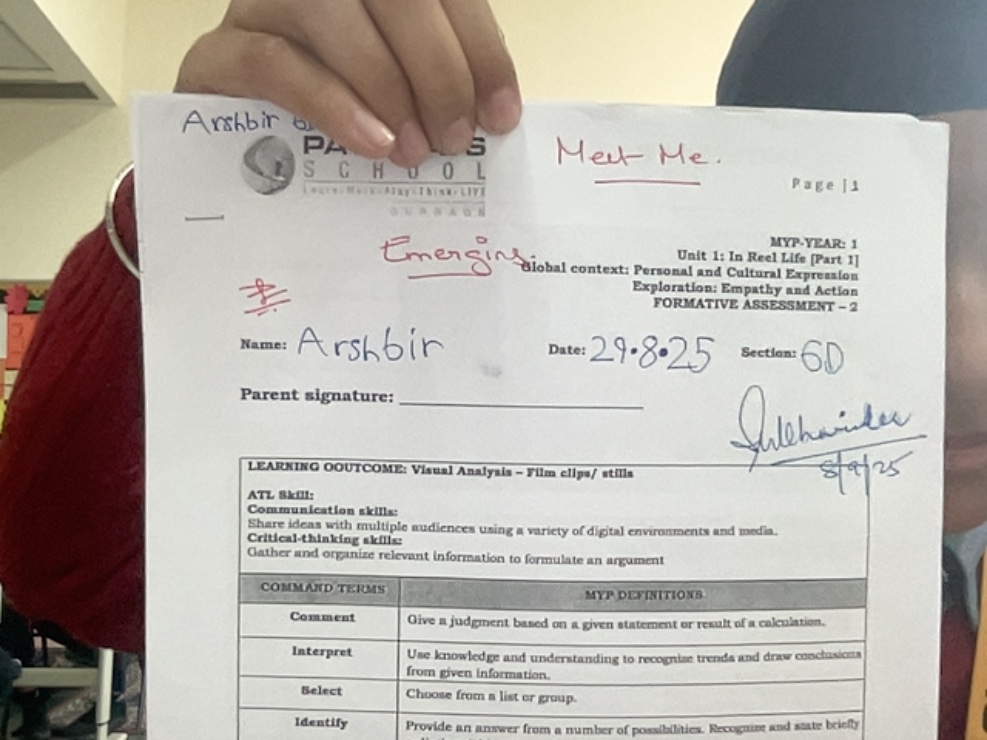 Arshbir
SCHOOL
Learn·Work·Play·Think·LIVE
GURGAON
Meet Me.
Page | 1
Emerging
MYP-YEAR: 1
Unit 1: In Reel Life [Part 1]
Global context: Personal and Cultural Expression
Exploration: Empathy and Action
FORMATIVE ASSESSMENT – 2
Name: Arshbir Date: 29.8.25 Section: 6D
Parent signature:
8/9/25
LEARNING OOUTCOME: Visual Analysis – Film clips/ stills
ATL Skill:
Communication skills:
Share ideas with multiple audiences using a variety of digital environments and media.
Critical-thinking skills:
Gather and organize relevant information to formulate an argument
COMMAND TERMS MYP DEFINITIONS
Comment Give a judgment based on a given statement or result of a calculation.
Interpret Use knowledge and understanding to recognize trends and draw conclusions
from given information.
Select Choose from a list or group.
Identify Provide an answer from a number of possibilities. Recognize and state briefly